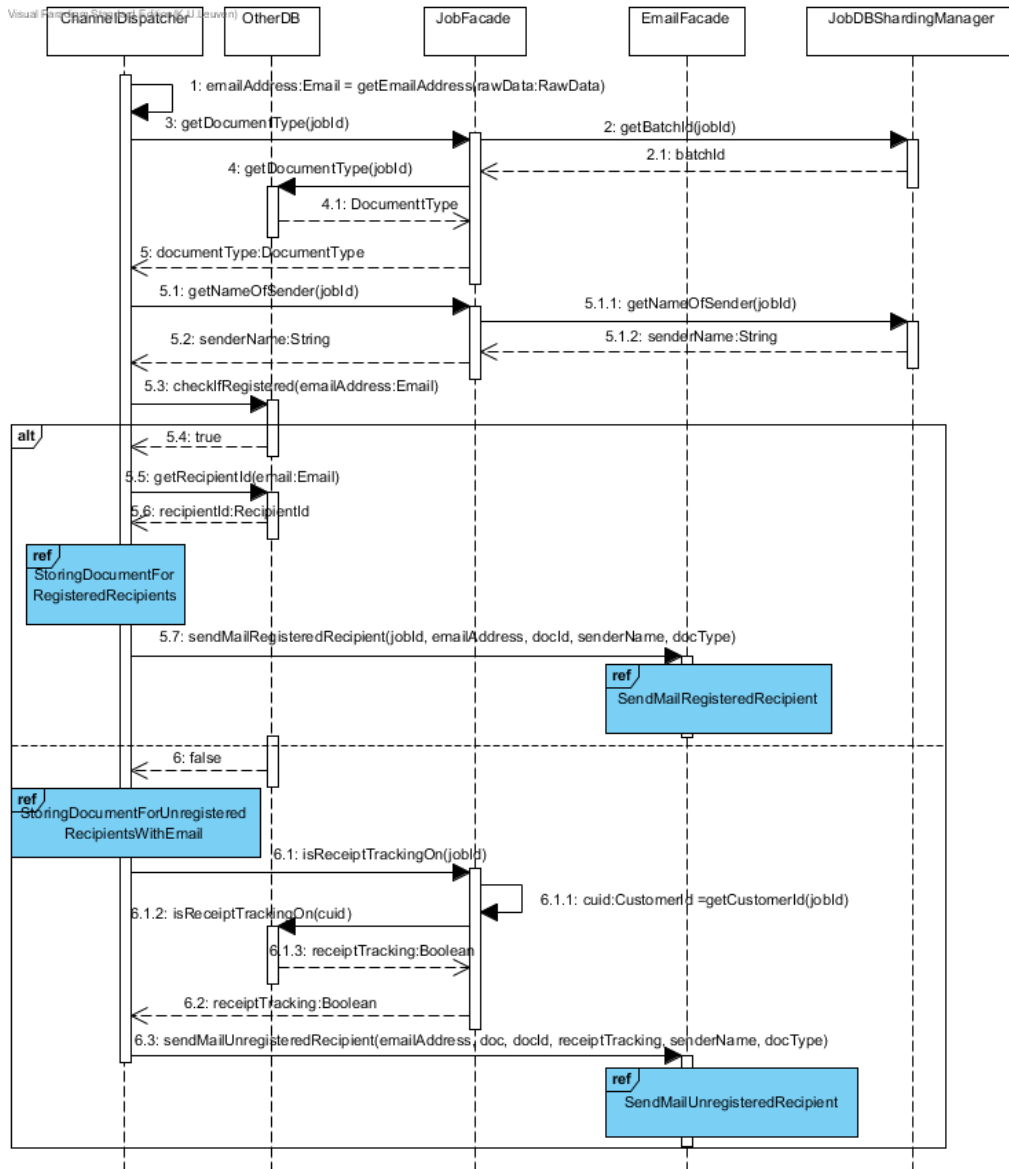 Visual Paradigm Standard Edition(K.U.Leuven)
ChannelDispatcher
OtherDB
JobFacade
EmailFacade
JobDBShardingManager
1: emailAddress:Email = getEmailAddress(rawData:RawData)
3: getDocumentType(jobId)
2: getBatchId(jobId)
2.1: batchId
4: getDocumentType(jobId)
4.1: DocumenttType
5: documentType:DocumentType
5.1: getNameOfSender(jobId)
5.1.1: getNameOfSender(jobId)
5.2: senderName:String
5.1.2: senderName:String
5.3: checkIfRegistered(emailAddress:Email)
alt
5.4: true
5.5: getRecipientId(email:Email)
5.6: recipientId:RecipientId
ref
StoringDocumentFor
RegisteredRecipients
5.7: sendMailRegisteredRecipient(jobId, emailAddress, docId, senderName, docType)
ref
SendMailRegisteredRecipient
6: false
ref
StoringDocumentForUnregistered
RecipientsWithEmail
6.1: isReceiptTrackingOn(jobId)
6.1.1: cuid:CustomerId =getCustomerId(jobId)
6.1.2: isReceiptTrackingOn(cuid)
6.1.3: receiptTracking:Boolean
6.2: receiptTracking:Boolean
6.3: sendMailUnregisteredRecipient(emailAddress, doc, docId, receiptTracking, senderName, docType)
ref
SendMailUnregisteredRecipient